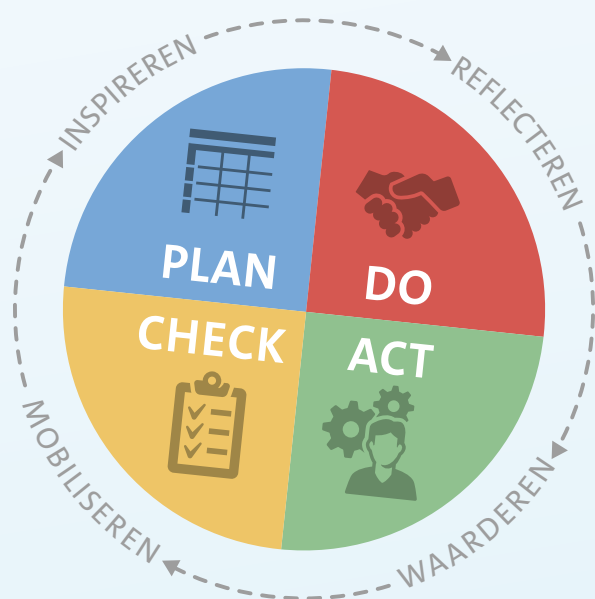 INSPIREREN
REFLECTEREN
PLAN
DO
CHECK
ACT
MOBILISEREN
WAARDEREN